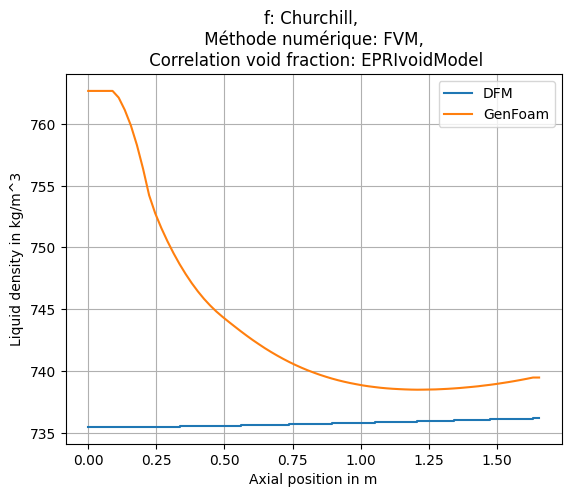 f: Churchill,
Méthode numérique: FVM,
Correlation void fraction: EPRIvoidModel
DFM
GenFoam
Liquid density in kg/m^3
760
755
750
745
740
735
0.00 0.25 0.50 0.75 1.00 1.25 1.50
Axial position in m